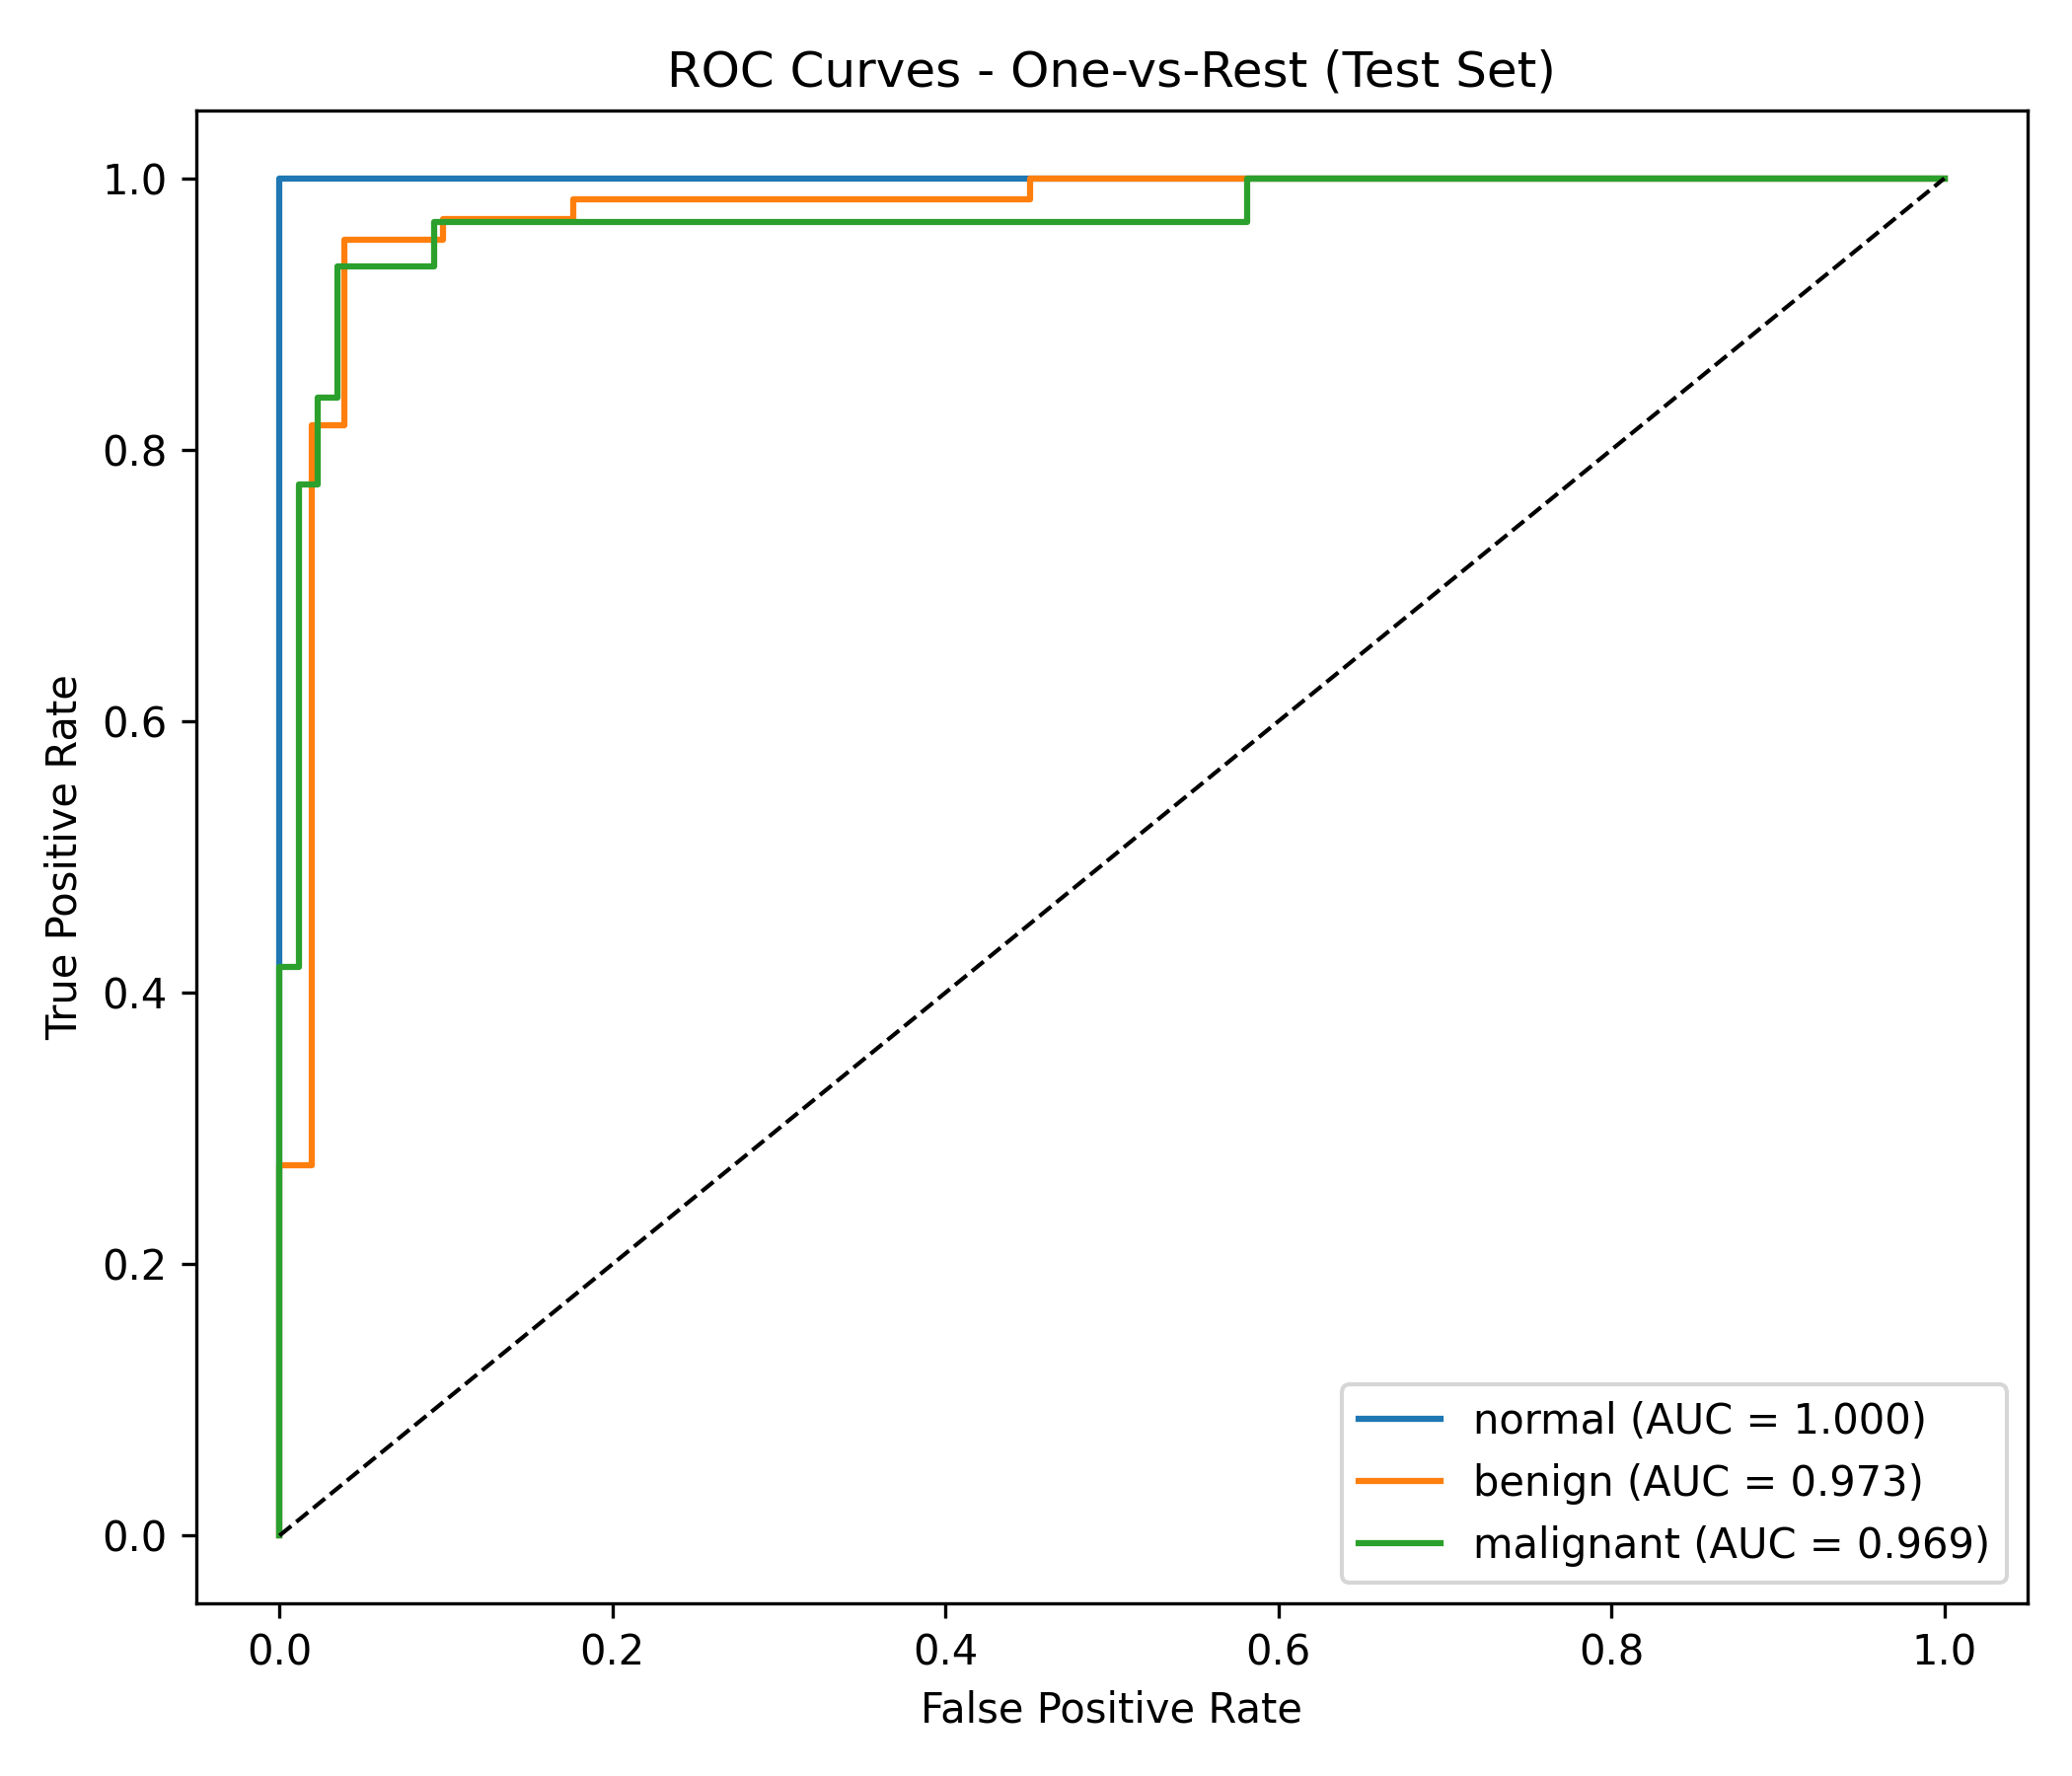 ROC Curves - One-vs-Rest (Test Set)
True Positive Rate
1.0
0.8
0.6
0.4
0.2
0.0
0.0 0.2 0.4 0.6 0.8 1.0
False Positive Rate
normal (AUC = 1.000)
benign (AUC = 0.973)
malignant (AUC = 0.969)